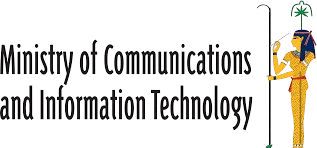 Ministry of Communications
and Information Technology